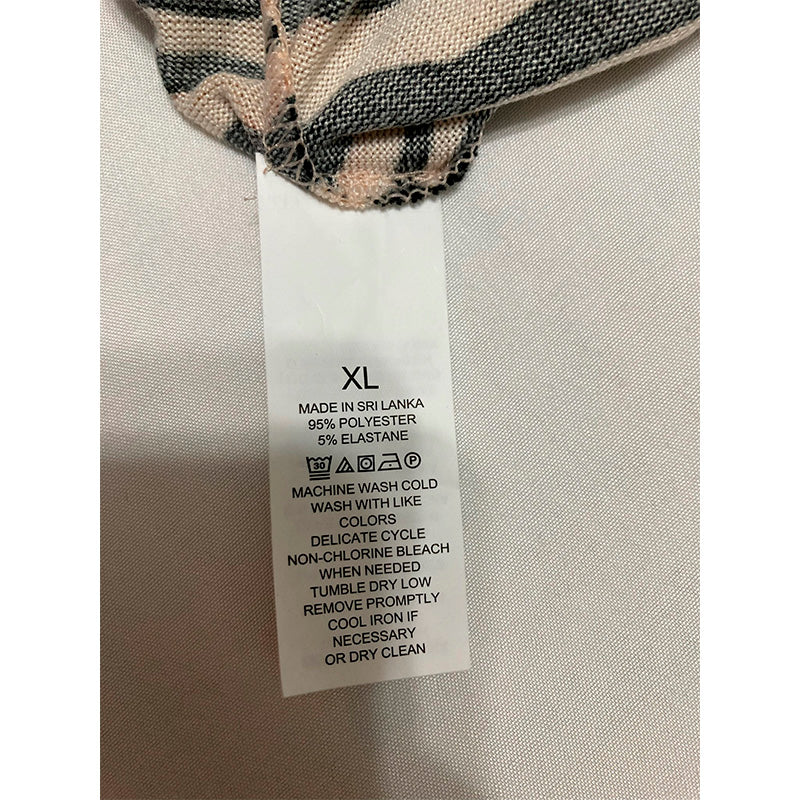 XL
MADE IN SRI LANKA
95% POLYESTER
5% ELASTANE
30 P
MACHINE WASH COLD
WASH WITH LIKE
COLORS
DELICATE CYCLE
NON-CHLORINE BLEACH
WHEN NEEDED
TUMBLE DRY LOW
REMOVE PROMPTLY
COOL IRON IF
NECESSARY
OR DRY CLEAN